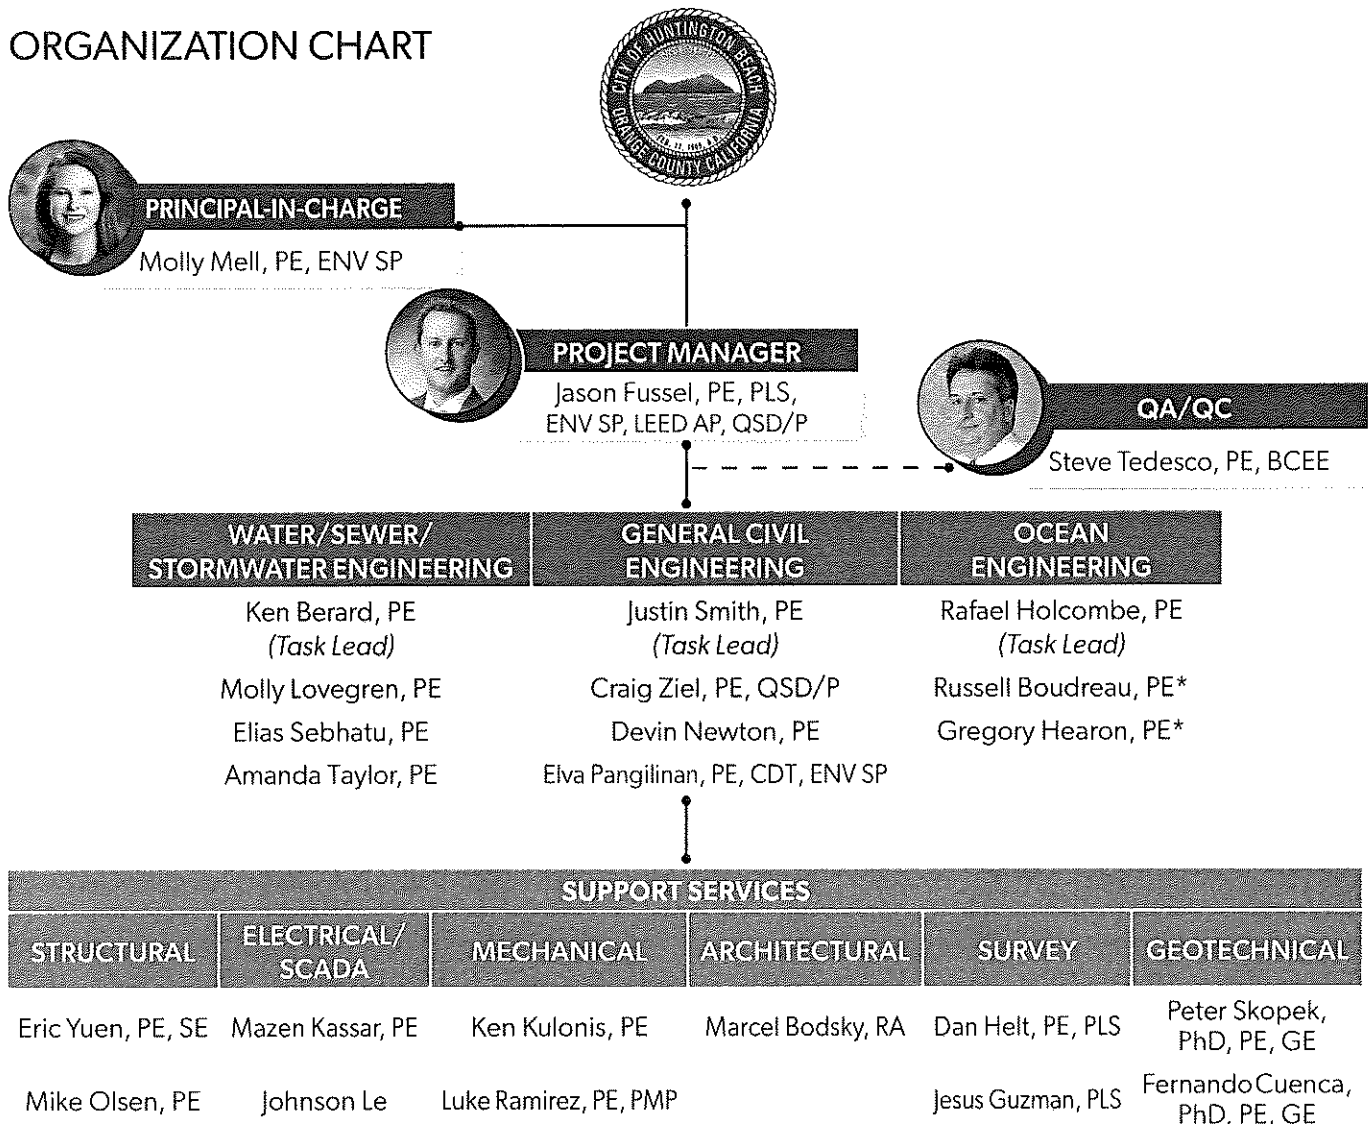 ORGANIZATION CHART
CITY OF HUNTINGTON BEACH
ORANGE COUNTY CALIFORNIA
FEB. 17, 1909, A.D.
PRINCIPAL-IN-CHARGE
Molly Mell, PE, ENV SP
PROJECT MANAGER
Jason Fussel, PE, PLS,
ENV SP, LEED AP, QSD/P
QA/QC
Steve Tedesco, PE, BCEE
WATER/SEWER/
STORMWATER ENGINEERING
Ken Berard, PE
(Task Lead)
Molly Lovegren, PE
Elias Sebhatu, PE
Amanda Taylor, PE
GENERAL CIVIL
ENGINEERING
Justin Smith, PE
(Task Lead)
Craig Ziel, PE, QSD/P
Devin Newton, PE
Elva Pangilinan, PE, CDT, ENV SP
OCEAN
ENGINEERING
Rafael Holcombe, PE
(Task Lead)
Russell Boudreau, PE*
Gregory Hearon, PE*
SUPPORT SERVICES
STRUCTURAL
Eric Yuen, PE, SE
Mike Olsen, PE
ELECTRICAL/
SCADA
Mazen Kassar, PE
Johnson Le
MECHANICAL
Ken Kulonis, PE
Luke Ramirez, PE, PMP
ARCHITECTURAL
Marcel Bodsky, RA
SURVEY
Dan Helt, PE, PLS
Jesus Guzman, PLS
GEOTECHNICAL
Peter Skopek,
PhD, PE, GE
Fernando Cuenca,
PhD, PE, GE